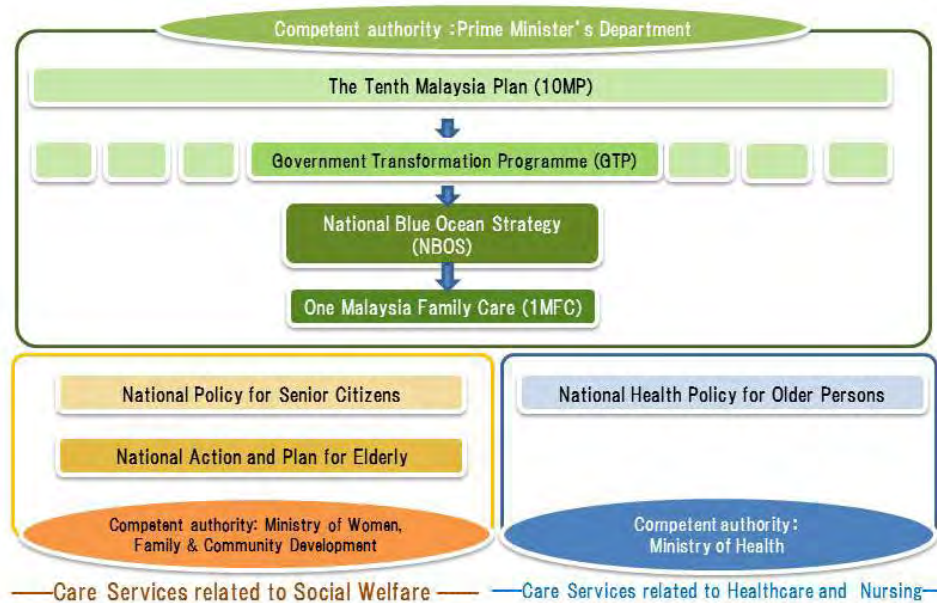 Competent authority :Prime Minister's Department
The Tenth Malaysia Plan (10MP)
Government Transformation Programme (GTP)
National Blue Ocean Strategy
(NBOS)
One Malaysia Family Care (1MFC)
National Policy for Senior Citizens
National Action and Plan for Elderly
Competent authority: Ministry of Women,
Family & Community Development
Care Services related to Social Welfare
National Health Policy for Older Persons
Competent authority:
Ministry of Health
Care Services related to Healthcare and Nursing